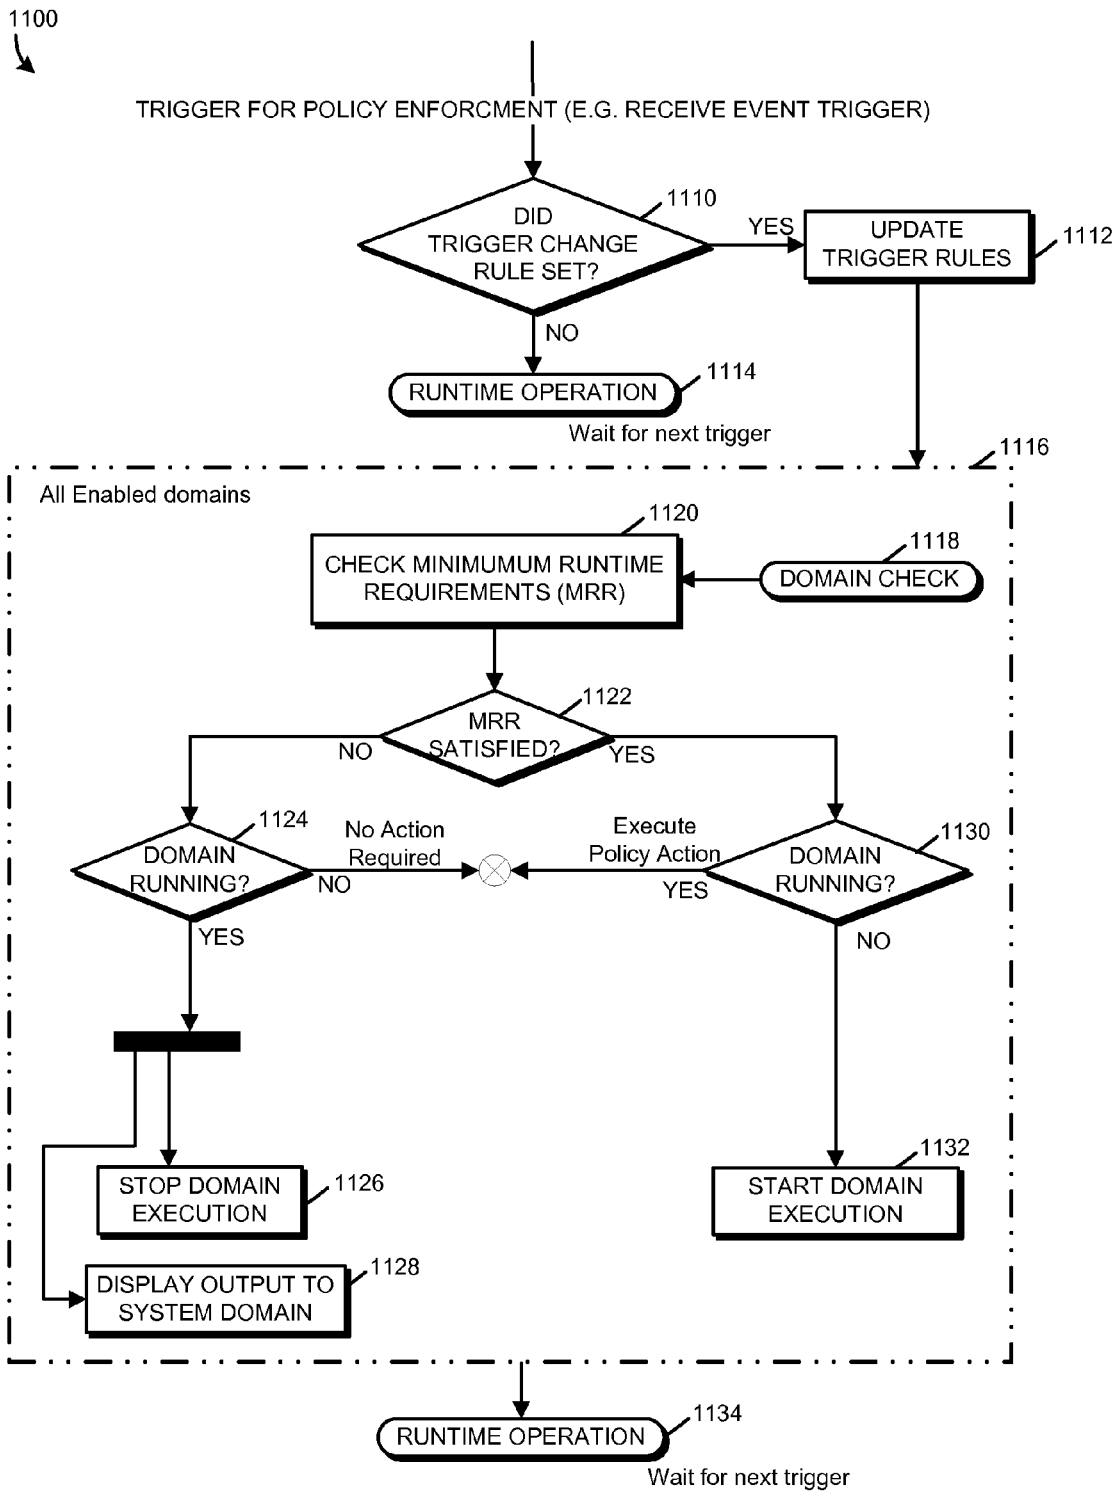 1100
TRIGGER FOR POLICY ENFORCMENT (E.G. RECEIVE EVENT TRIGGER)
1110
DID
TRIGGER CHANGE
RULE SET?
YES
UPDATE
TRIGGER RULES
1112
NO
RUNTIME OPERATION
1114
Wait for next trigger
1116
All Enabled domains
1120
CHECK MINIMUMUM RUNTIME
REQUIREMENTS (MRR)
1118
DOMAIN CHECK
1122
MRR
SATISFIED?
NO
YES
1124
DOMAIN
RUNNING?
NO
No Action
Required
Execute
Policy Action
YES
1130
DOMAIN
RUNNING?
YES
NO
STOP DOMAIN
EXECUTION
1126
1132
START DOMAIN
EXECUTION
DISPLAY OUTPUT TO
SYSTEM DOMAIN
1128
RUNTIME OPERATION
1134
Wait for next trigger